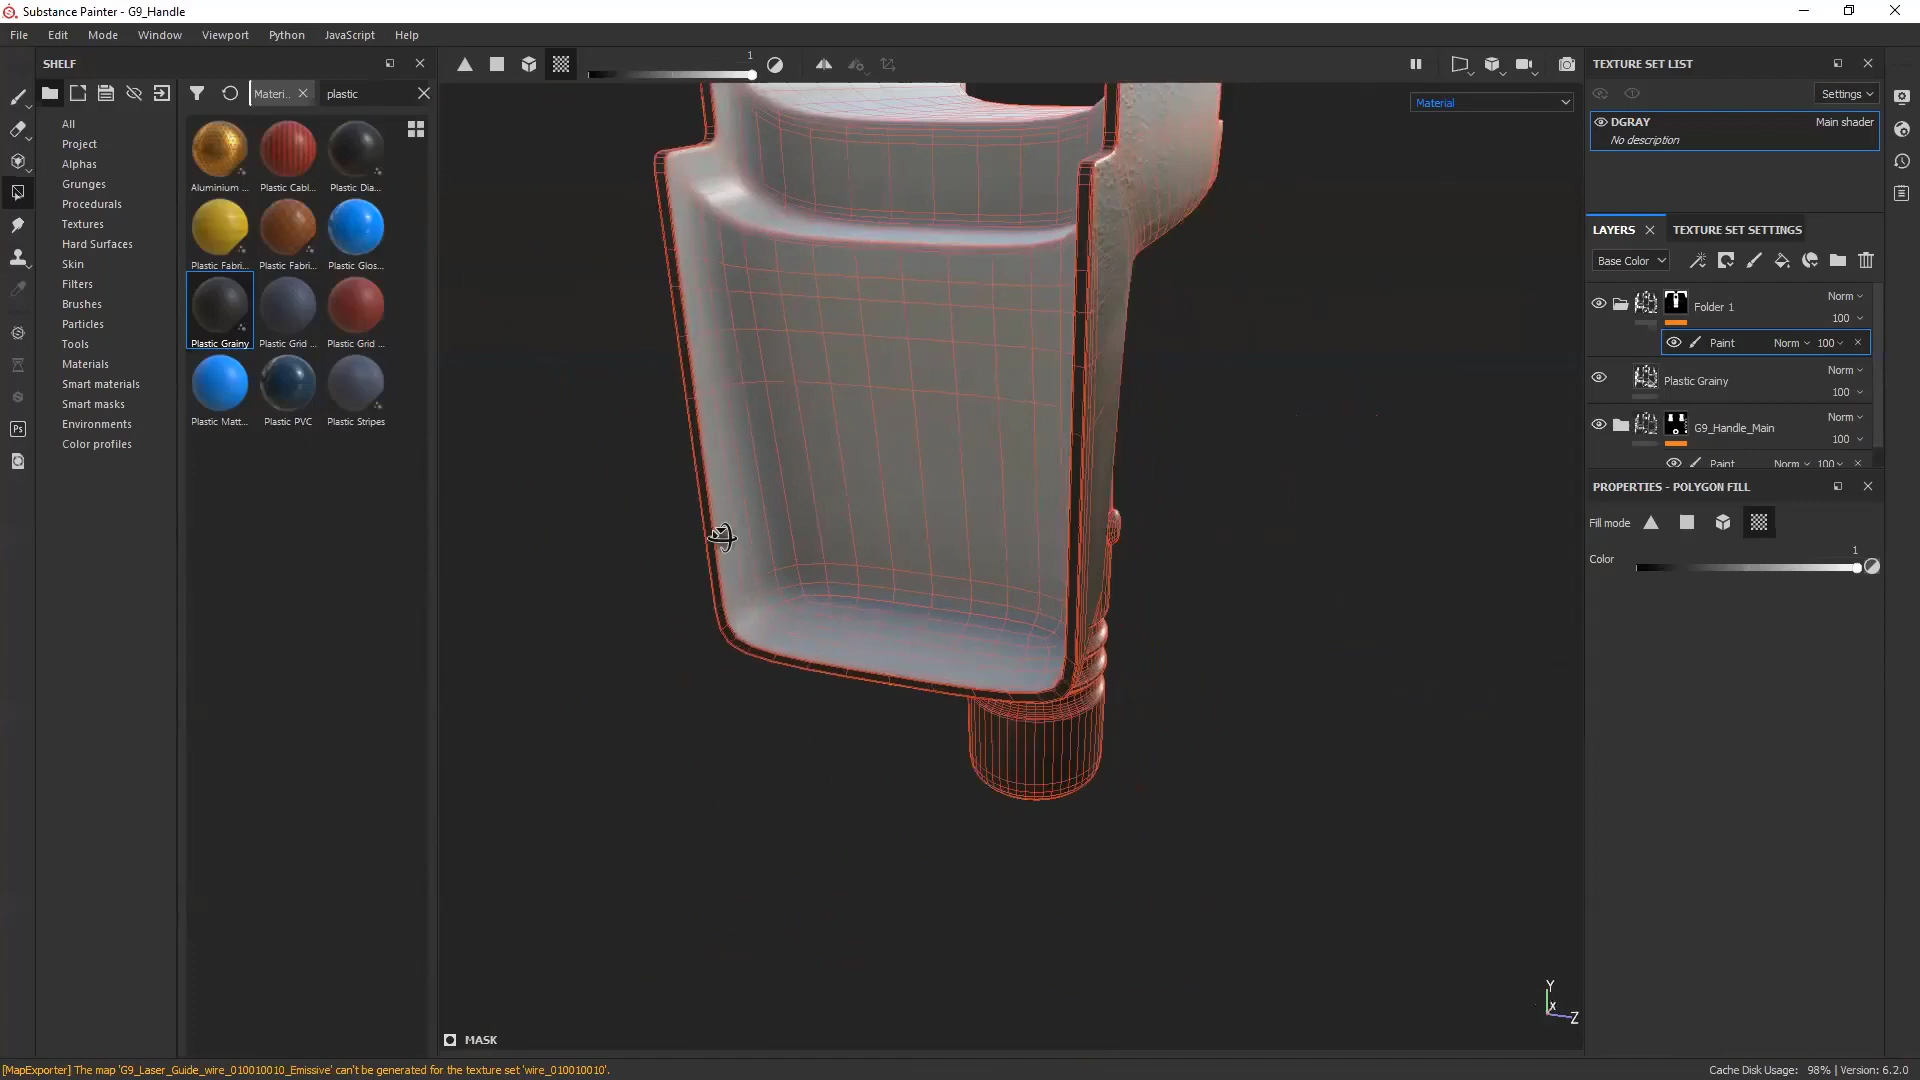 Substance Painter - G9_Handle
File Edit Mode Window Viewport Python JavaScript Help
SHELF
Materi... plastic
All
Project
Alphas
Grunges
Procedurals
Textures
Hard Surfaces
Skin
Filters
Brushes
Particles
Tools
Materials
Smart materials
Smart masks
Environments
Color profiles
Aluminium ... Plastic Cabl... Plastic Dia...
Plastic Fabri... Plastic Fabri... Plastic Glos...
Plastic Grainy Plastic Grid ... Plastic Grid ...
Plastic Matt... Plastic PVC Plastic Stripes
Ps
1
Material
Y
X
Z
MASK
TEXTURE SET LIST
Settings
DGRAY Main shader
No description
LAYERS TEXTURE SET SETTINGS
Base Color
Folder 1 Norm
100
Paint Norm 100
Plastic Grainy Norm
100
G9_Handle_Main Norm
100
Paint Norm 100
PROPERTIES - POLYGON FILL
Fill mode
Color 1
[MapExporter] The map 'G9_Laser_Guide_wire_010010010_Emissive' can't be generated for the texture set 'wire_010010010'.
Cache Disk Usage: 98% | Version: 6.2.0